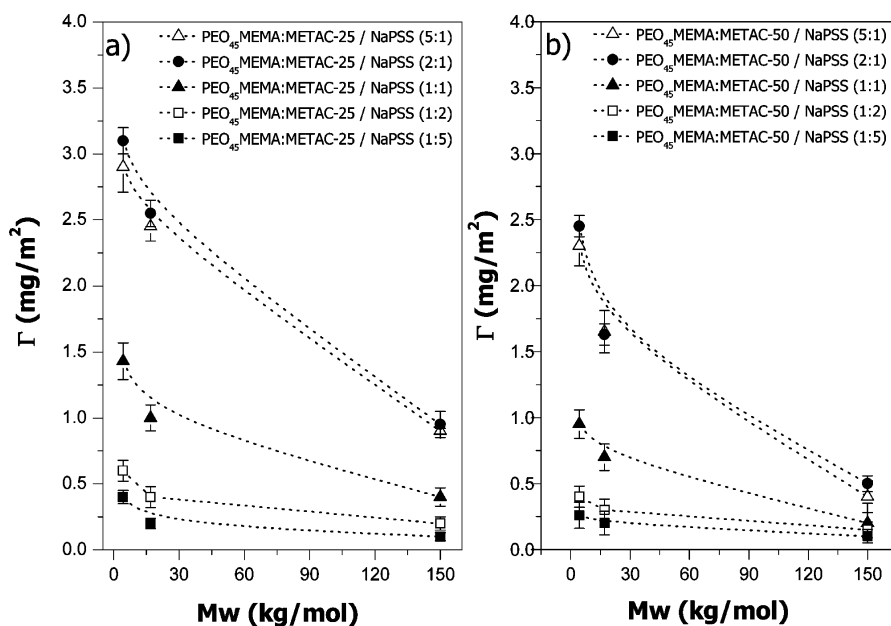 a)
PEO₄₅MEMA:METAC-25 / NaPSS (5:1)
PEO₄₅MEMA:METAC-25 / NaPSS (2:1)
PEO₄₅MEMA:METAC-25 / NaPSS (1:1)
PEO₄₅MEMA:METAC-25 / NaPSS (1:2)
PEO₄₅MEMA:METAC-25 / NaPSS (1:5)
4.0
3.5
3.0
2.5
2.0
1.5
1.0
0.5
0.0
Γ (mg/m²)
0 30 60 90 120 150
Mw (kg/mol)
b)
PEO₄₅MEMA:METAC-50 / NaPSS (5:1)
PEO₄₅MEMA:METAC-50 / NaPSS (2:1)
PEO₄₅MEMA:METAC-50 / NaPSS (1:1)
PEO₄₅MEMA:METAC-50 / NaPSS (1:2)
PEO₄₅MEMA:METAC-50 / NaPSS (1:5)
4.0
3.5
3.0
2.5
2.0
1.5
1.0
0.5
0.0
Γ (mg/m²)
0 30 60 90 120 150
Mw (kg/mol)